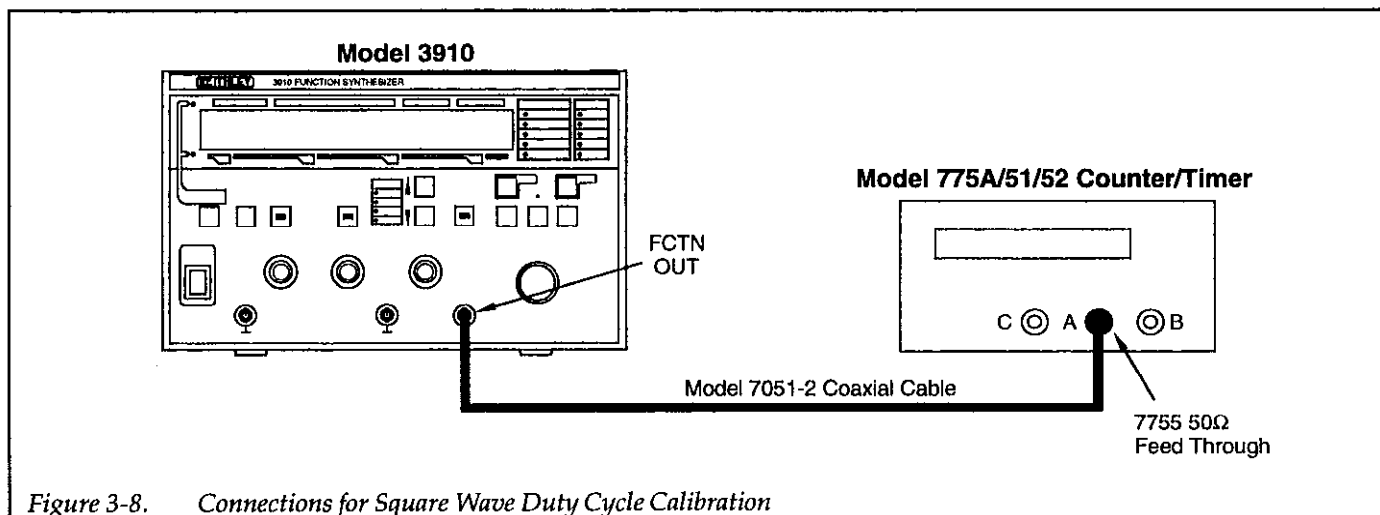 Model 3910
KEITHLEY 3910 FUNCTION SYNTHESIZER
Model 775A/51/52 Counter/Timer
FCTN
OUT
C A B
Model 7051-2 Coaxial Cable
7755 50Ω
Feed Through
Figure 3-8. Connections for Square Wave Duty Cycle Calibration